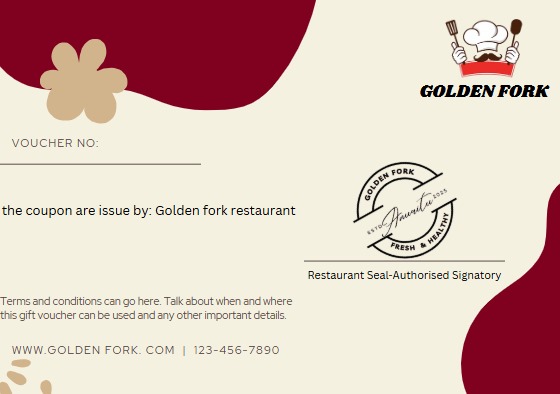 GOLDEN FORK
VOUCHER NO:
the coupon are issue by: Golden fork restaurant
GOLDEN FORK
ESTD 2025
FRESH & HEALTHY
Restaurant Seal-Authorised Signatory
Terms and conditions can go here. Talk about when and where
this gift voucher can be used and any other important details.
WWW.GOLDEN FORK. COM | 123-456-7890